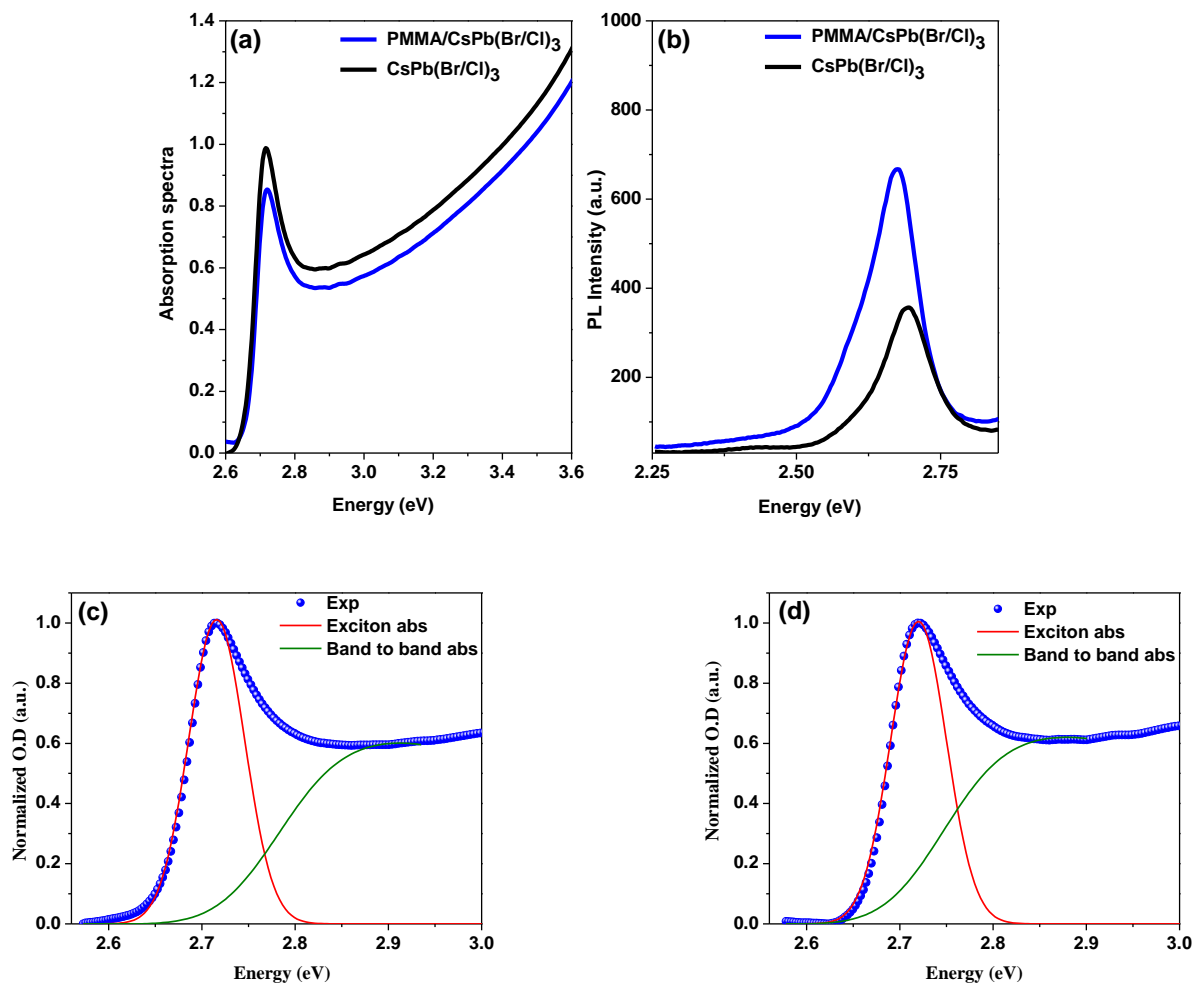 (a)
PMMA/CsPb(Br/Cl)3
CsPb(Br/Cl)3
Absorption spectra
1.4
1.2
1.0
0.8
0.6
0.4
0.2
0.0
2.6 2.8 3.0 3.2 3.4 3.6
Energy (eV)
(b)
PMMA/CsPb(Br/Cl)3
CsPb(Br/Cl)3
PL Intensity (a.u.)
1000
800
600
400
200
2.25 2.50 2.75
Energy (eV)
(c)
Exp
Exciton abs
Band to band abs
Normalized O.D (a.u.)
1.0
0.8
0.6
0.4
0.2
0.0
2.6 2.7 2.8 2.9 3.0
Energy (eV)
(d)
Exp
Exciton abs
Band to band abs
Normalized O.D (a.u.)
1.0
0.8
0.6
0.4
0.2
0.0
2.6 2.7 2.8 2.9 3.0
Energy (eV)